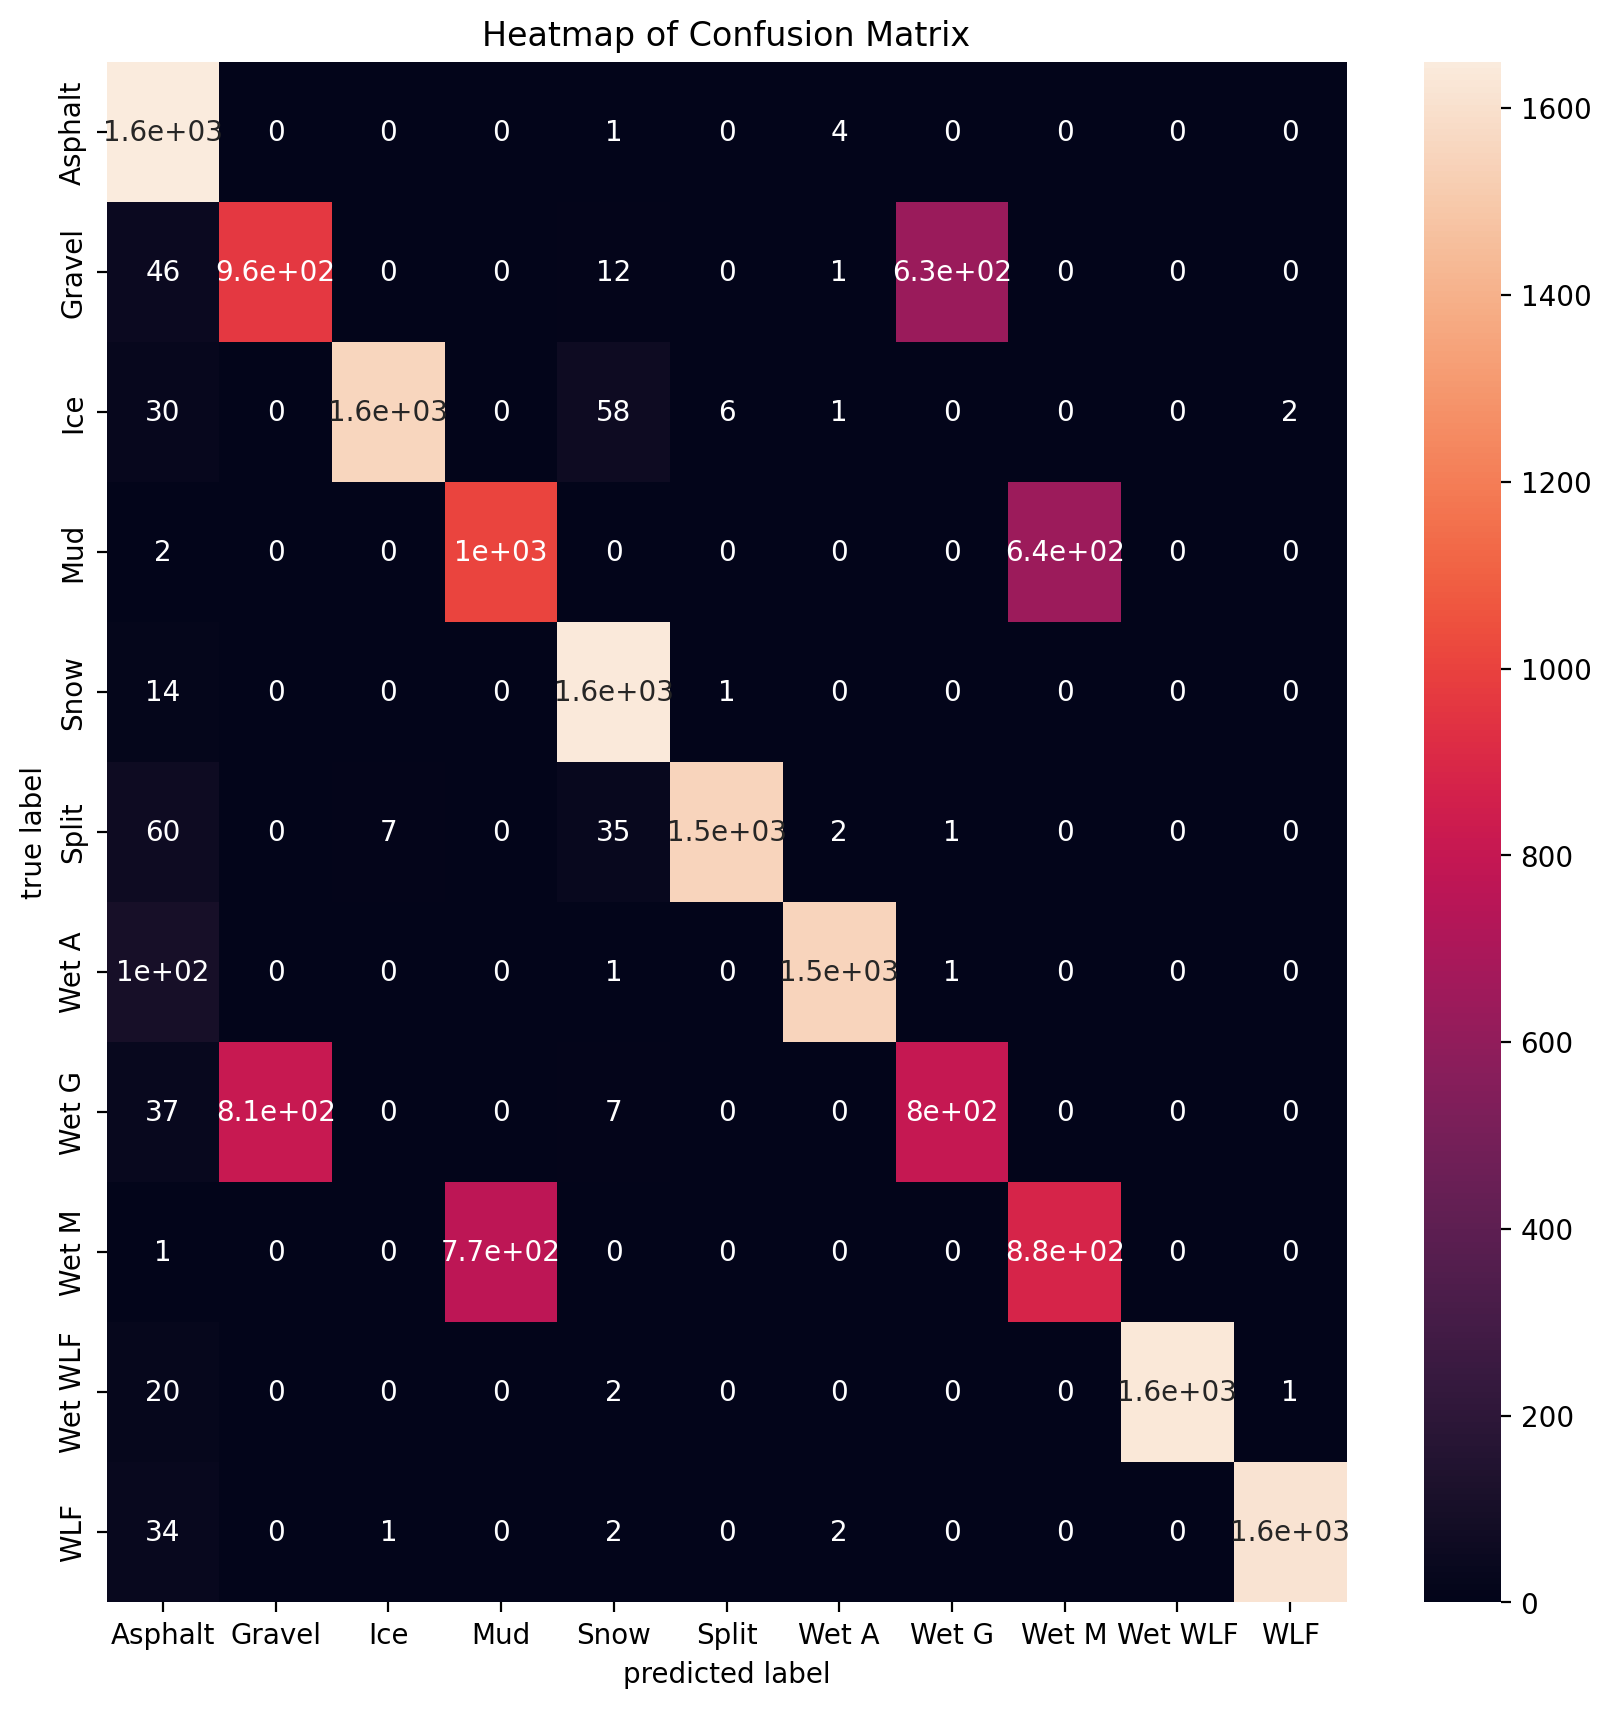 Heatmap of Confusion Matrix
Asphalt 1.6e+03 0 0 0 1 0 4 0 0 0 0
Gravel 46 9.6e+02 0 0 12 0 1 6.3e+02 0 0 0
Ice 30 0 1.6e+03 0 58 6 1 0 0 0 2
Mud 2 0 0 1e+03 0 0 0 0 6.4e+02 0 0
Snow 14 0 0 0 1.6e+03 1 0 0 0 0 0
Split 60 0 7 0 35 1.5e+03 2 1 0 0 0
Wet A 1e+02 0 0 0 1 0 1.5e+03 1 0 0 0
Wet G 37 8.1e+02 0 0 7 0 0 8e+02 0 0 0
Wet M 1 0 0 7.7e+02 0 0 0 0 8.8e+02 0 0
Wet WLF 20 0 0 0 2 0 0 0 0 1.6e+03 1
WLF 34 0 1 0 2 0 2 0 0 0 1.6e+03
Asphalt Gravel Ice Mud Snow Split Wet A Wet G Wet M Wet WLF WLF
predicted label
true label
1600
1400
1200
1000
800
600
400
200
0